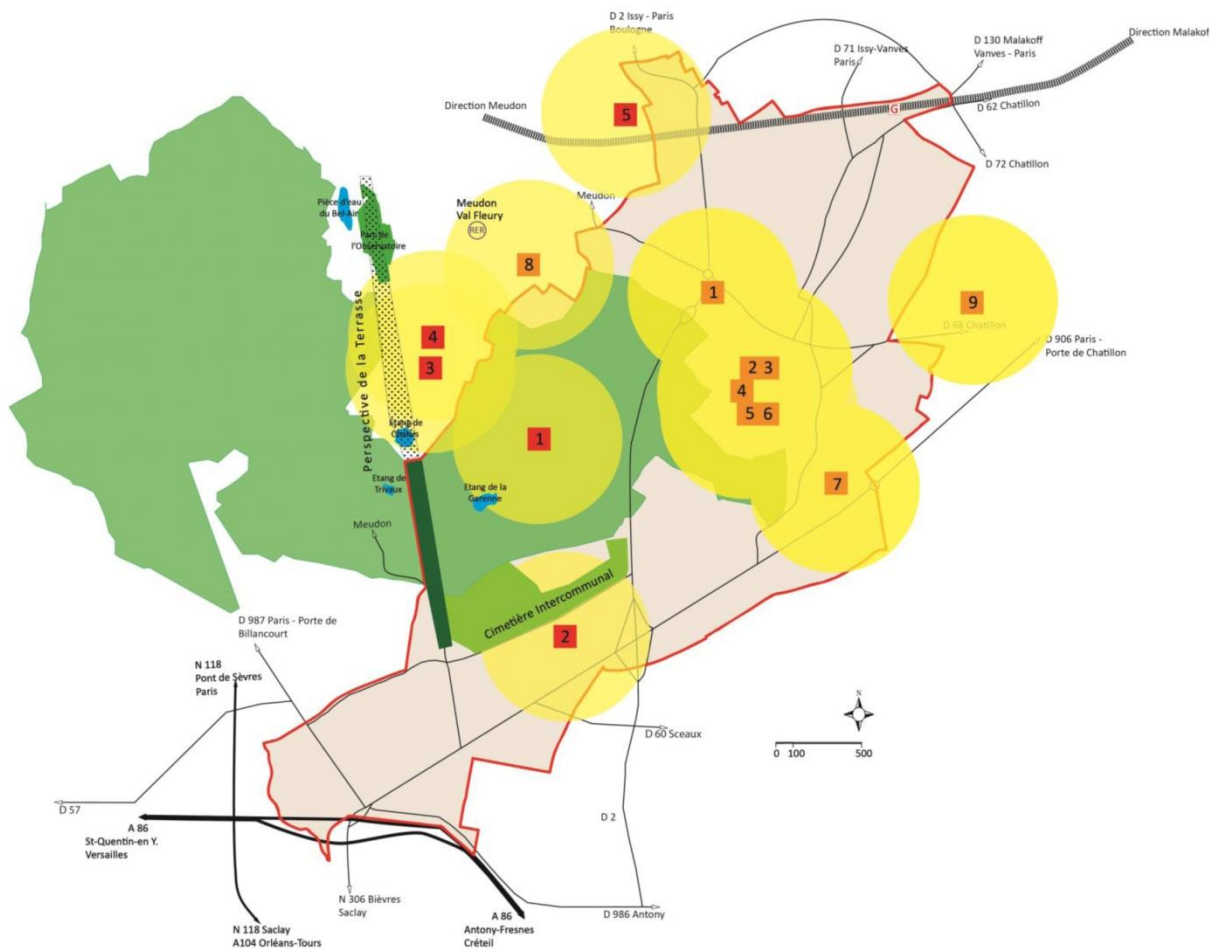 D 2 Issy - Paris
Boulogne
D 71 Issy-Vanves
Paris
D 130 Malakoff
Vanves - Paris
Direction Malakof
Direction Meudon
5
G
D 62 Chatillon
D 72 Chatillon
Pièce d'eau
du Bel-Air
Parc de
l'Observatoire
Meudon
Val Fleury
RER
Meudon
8
1
9
D 68 Chatillon
D 906 Paris -
Porte de Chatillon
Perspective de la Terrasse
4
3
2 3
4
5 6
Etang de
Chalais
1
7
Etang de
Trivaux
Etang de la
Garenne
Meudon
Cimetière Intercommunal
2
D 987 Paris - Porte de
Billancourt
N 118
Pont de Sèvres
Paris
N
D 60 Sceaux
0 100 500
D 57
A 86
St-Quentin-en Y.
Versailles
D 2
N 306 Bièvres
Saclay
D 986 Antony
N 118 Saclay
A104 Orléans-Tours
A 86
Antony-Fresnes
Créteil